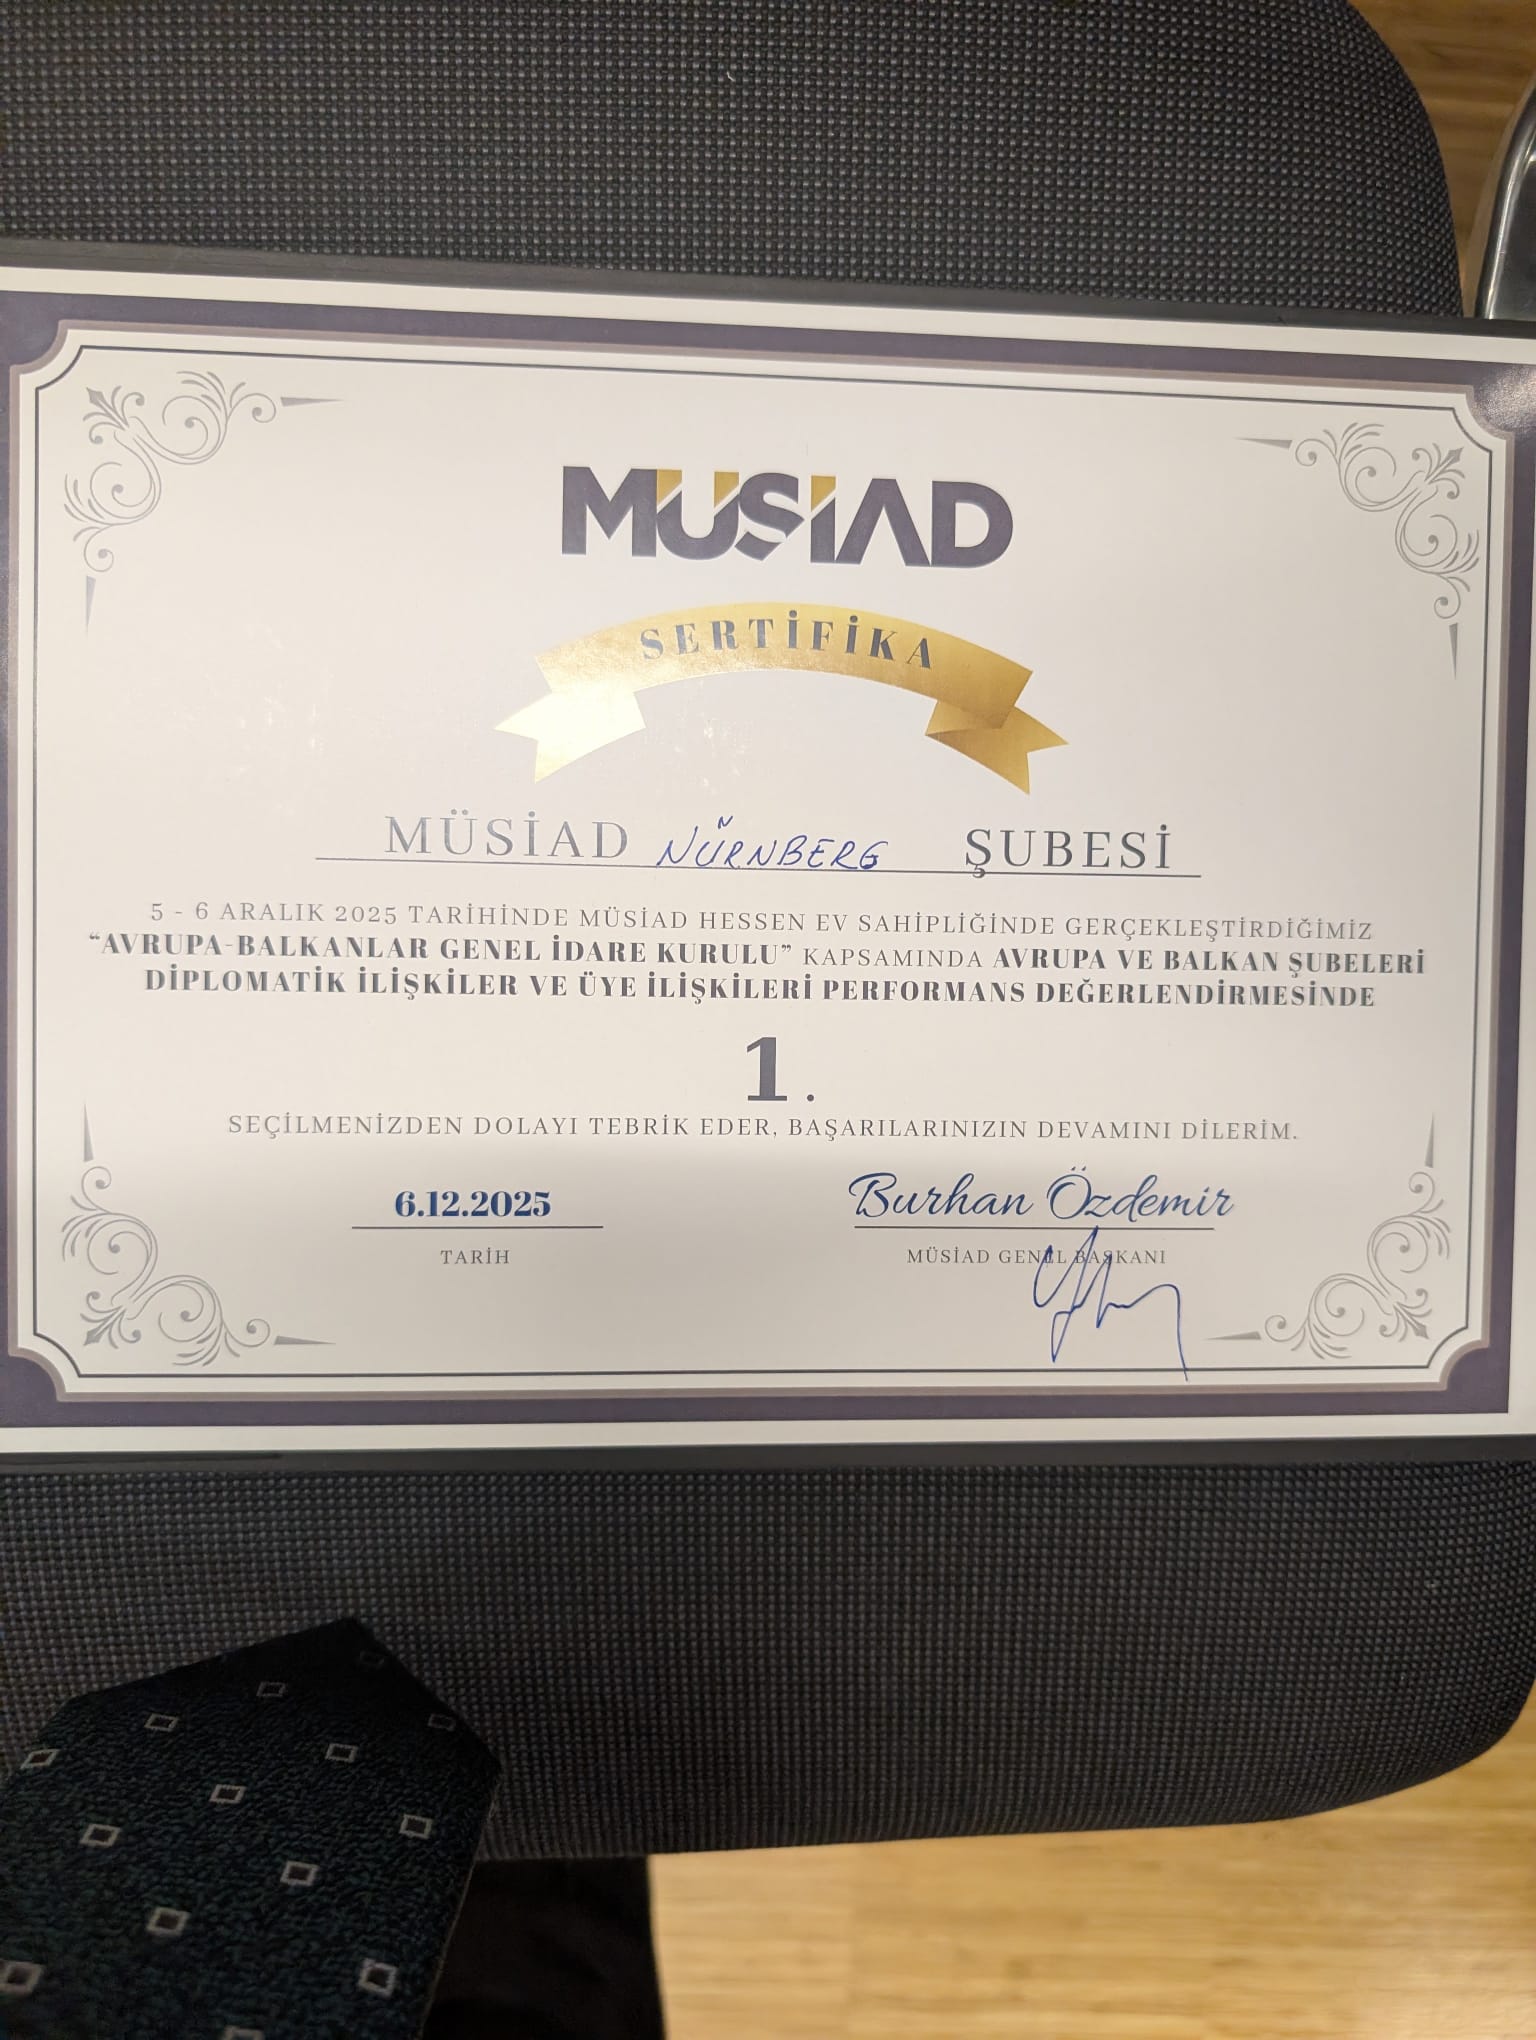 MÜSİAD
SERTİFİKA
MÜSİAD NÜRNBERG ŞUBESİ
5 - 6 ARALIK 2025 TARİHİNDE MÜSİAD HESSEN EV SAHİPLİĞİNDE GERÇEKLEŞTİRDİĞİMİZ
“AVRUPA-BALKANLAR GENEL İDARE KURULU” KAPSAMINDA AVRUPA VE BALKAN ŞUBELERİ
DİPLOMATİK İLİŞKİLER VE ÜYE İLİŞKİLERİ PERFORMANS DEĞERLENDİRMESİNDE
1.
SEÇİLMENİZDEN DOLAYI TEBRİK EDER, BAŞARILARINIZIN DEVAMINI DİLERİM.
6.12.2025
TARİH
Burhan Özdemir
MÜSİAD GENEL BAŞKANI